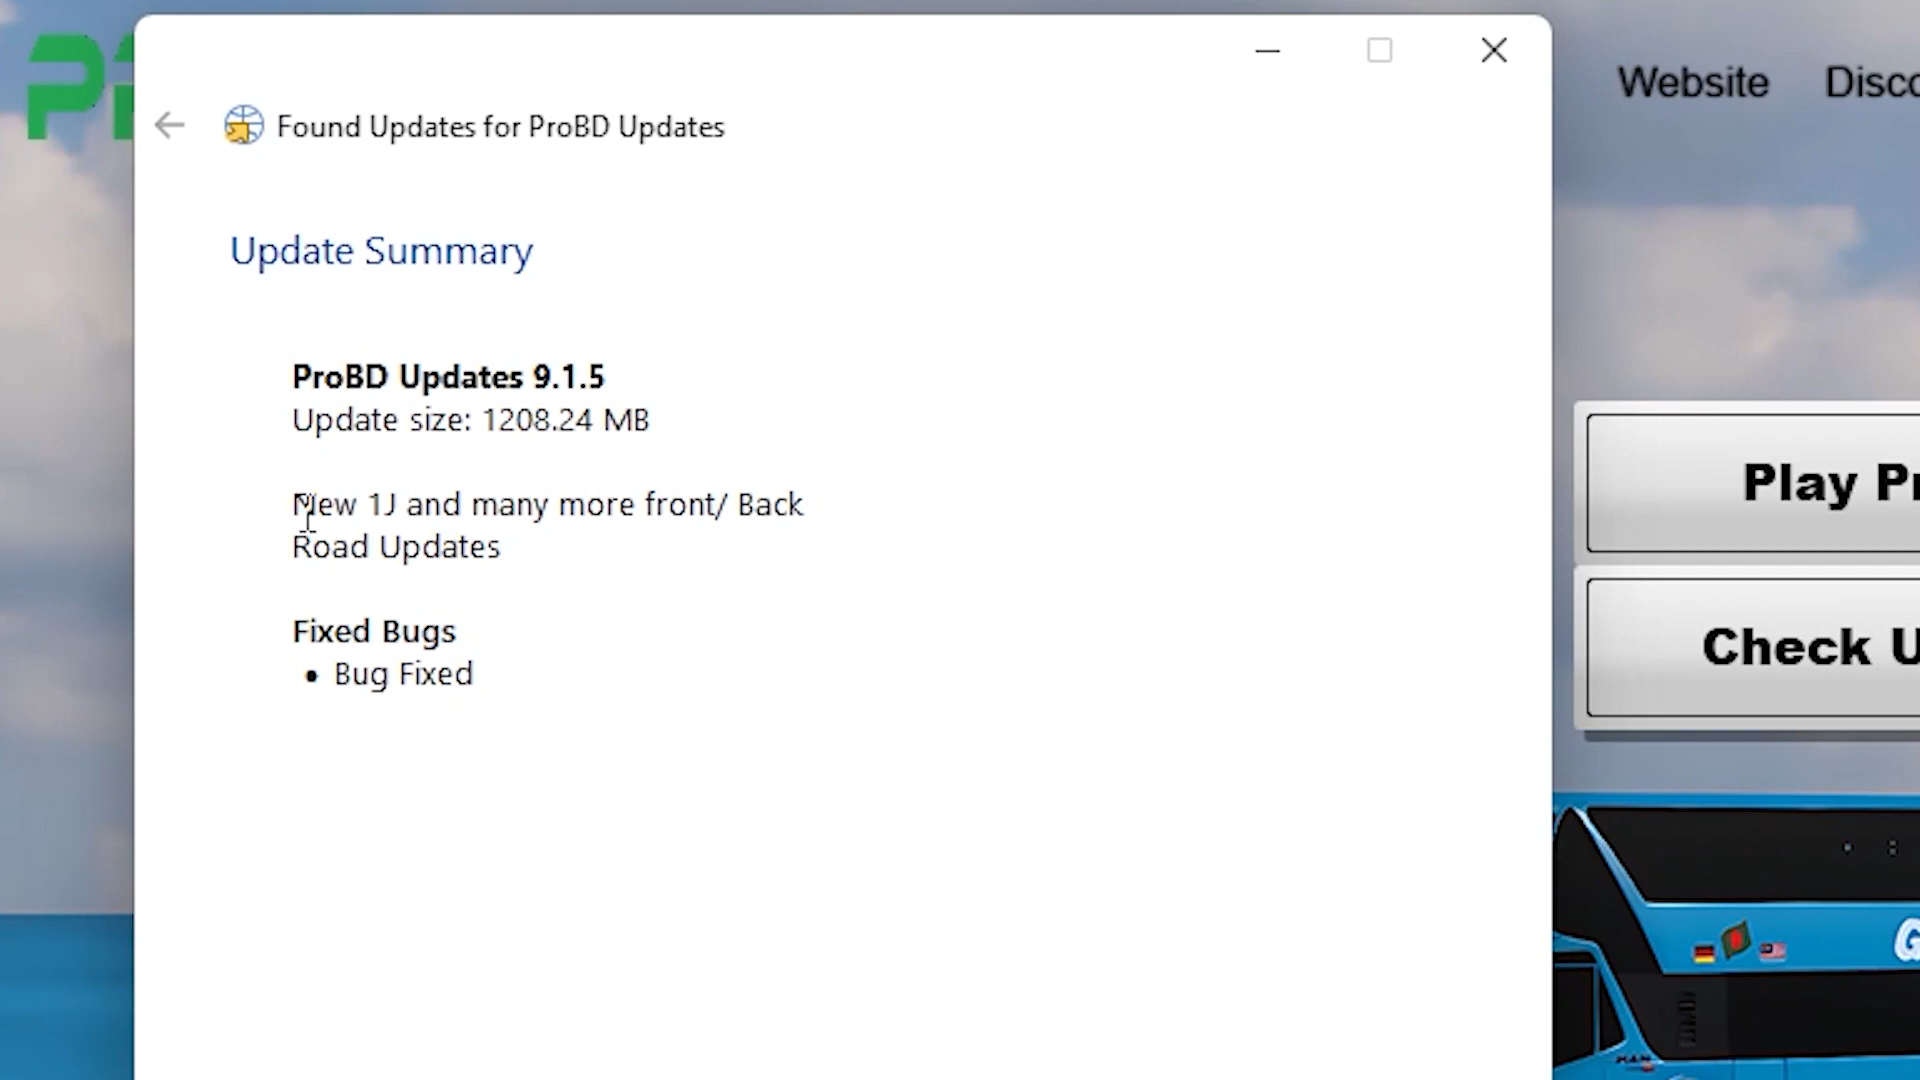 Website
Found Updates for ProBD Updates
Update Summary
ProBD Updates 9.1.5
Update size: 1208.24 MB
New 1J and many more front/ Back
Road Updates
Fixed Bugs
• Bug Fixed
Play
Check
MAN